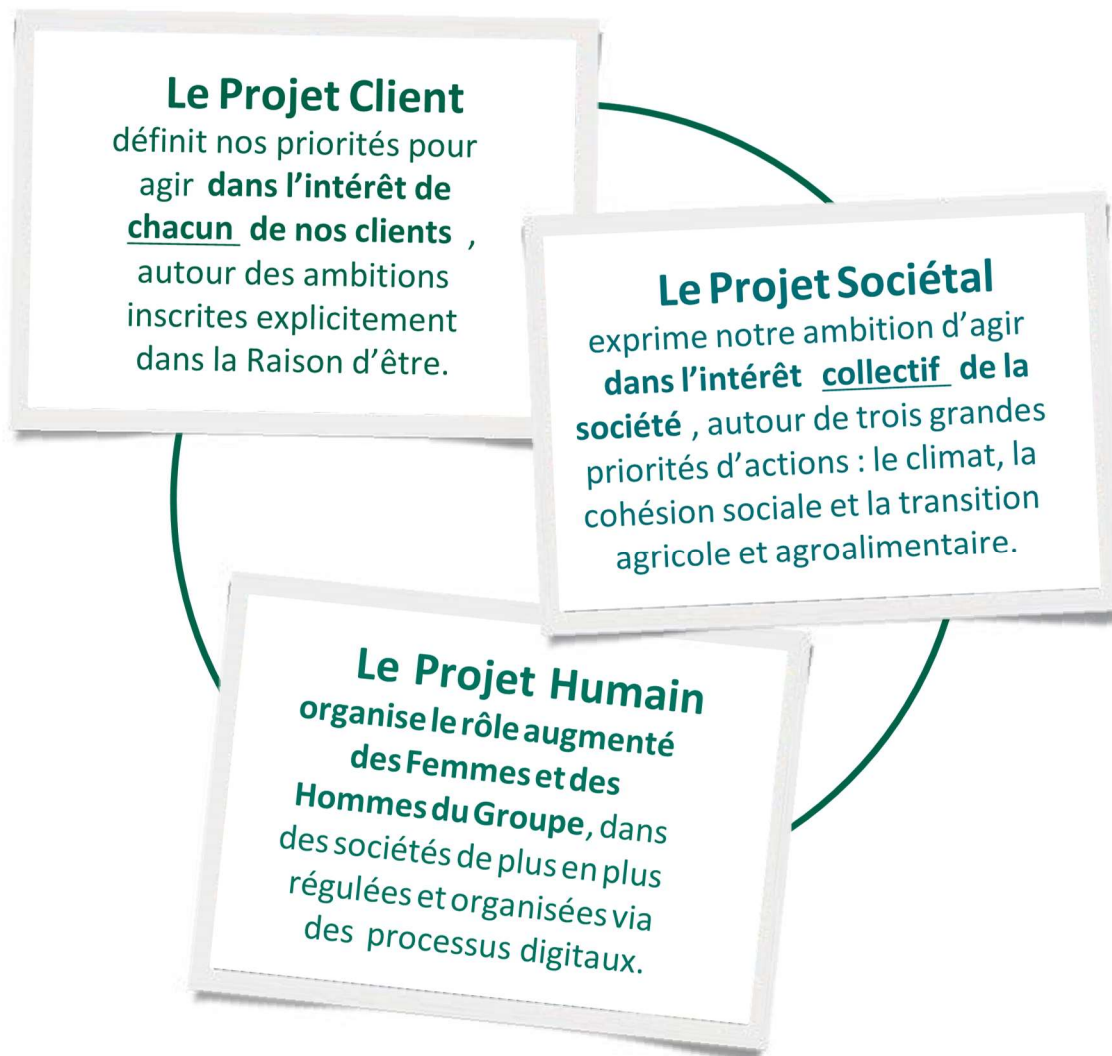 Le Projet Client
définit nos priorités pour
agir dans l’intérêt de
chacun de nos clients ,
autour des ambitions
inscrites explicitement
dans la Raison d’être.
Le Projet Sociétal
exprime notre ambition d’agir
dans l’intérêt collectif de la
société , autour de trois grandes
priorités d’actions : le climat, la
cohésion sociale et la transition
agricole et agroalimentaire.
Le Projet Humain
organise le rôle augmenté
des Femmes et des
Hommes du Groupe, dans
des sociétés de plus en plus
régulées et organisées via
des processus digitaux.